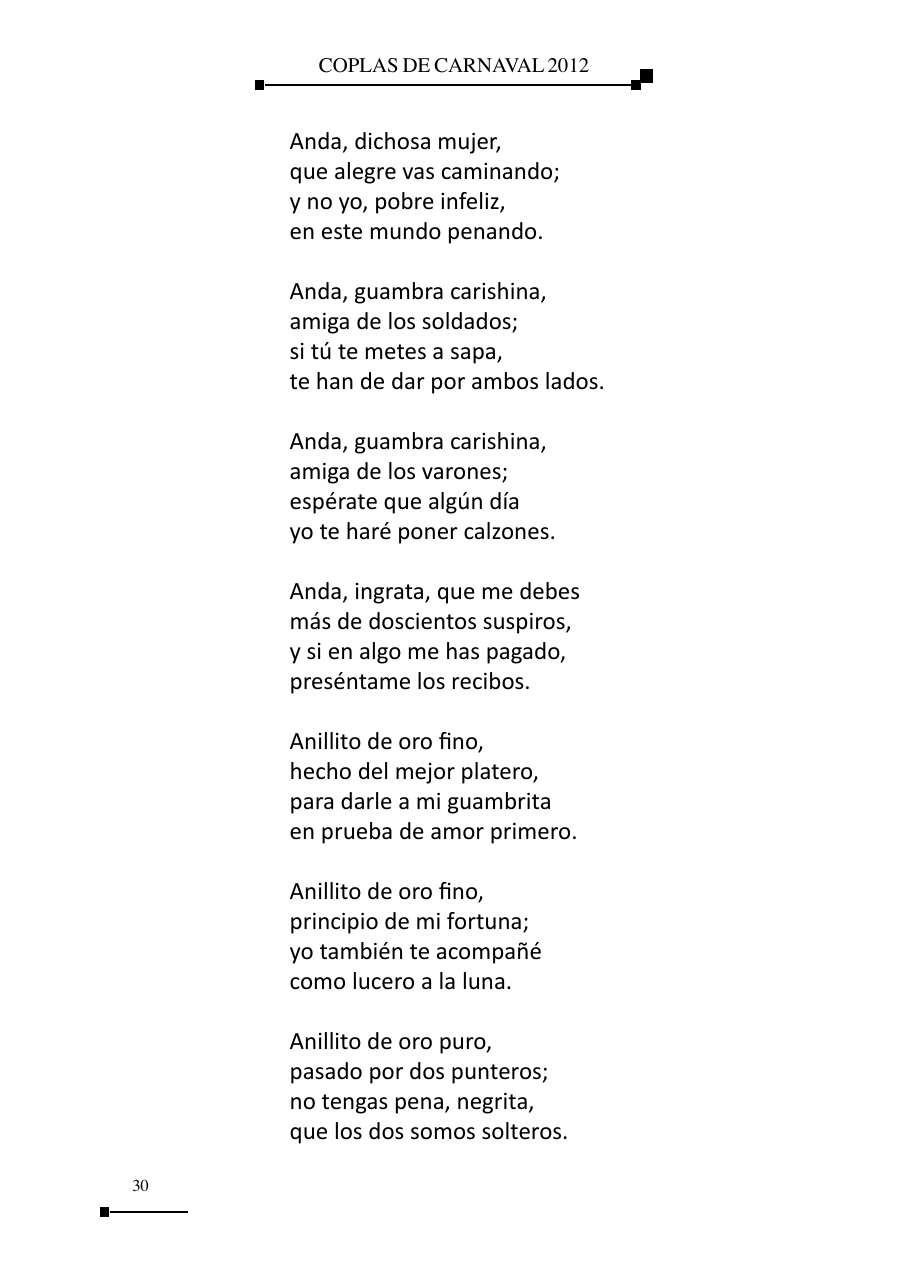 COPLAS DE CARNAVAL 2012
Anda, dichosa mujer,
que alegre vas caminando;
y no yo, pobre infeliz,
en este mundo penando.
Anda, guambra carishina,
amiga de los soldados;
si tú te metes a sapa,
te han de dar por ambos lados.
Anda, guambra carishina,
amiga de los varones;
espérate que algún día
yo te haré poner calzones.
Anda, ingrata, que me debes
más de doscientos suspiros,
y si en algo me has pagado,
preséntame los recibos.
Anillito de oro fino,
hecho del mejor platero,
para darle a mi guambrita
en prueba de amor primero.
Anillito de oro fino,
principio de mi fortuna;
yo también te acompañé
como lucero a la luna.
Anillito de oro puro,
pasado por dos punteros;
no tengas pena, negrita,
que los dos somos solteros.
30